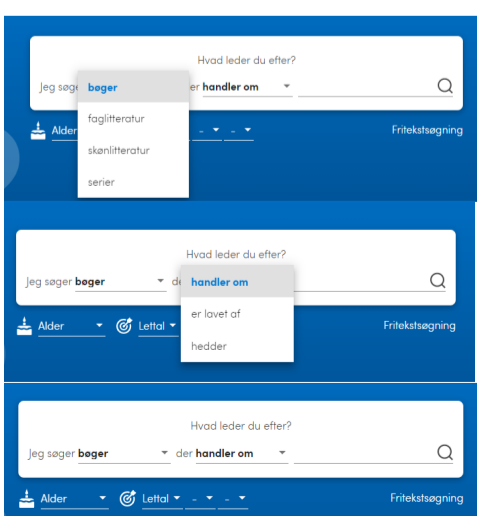 Hvad leder du efter?
Jeg søge bøger er handler om
faglitteratur
Alder - -
Fritekstsøgning
skønlitteratur
serier
Hvad leder du efter?
Jeg søger bøger de handler om
er lavet af
Alder Lettal
Fritekstsøgning
hedder
Hvad leder du efter?
Jeg søger bøger der handler om
Alder Lettal - - Fritekstsøgning